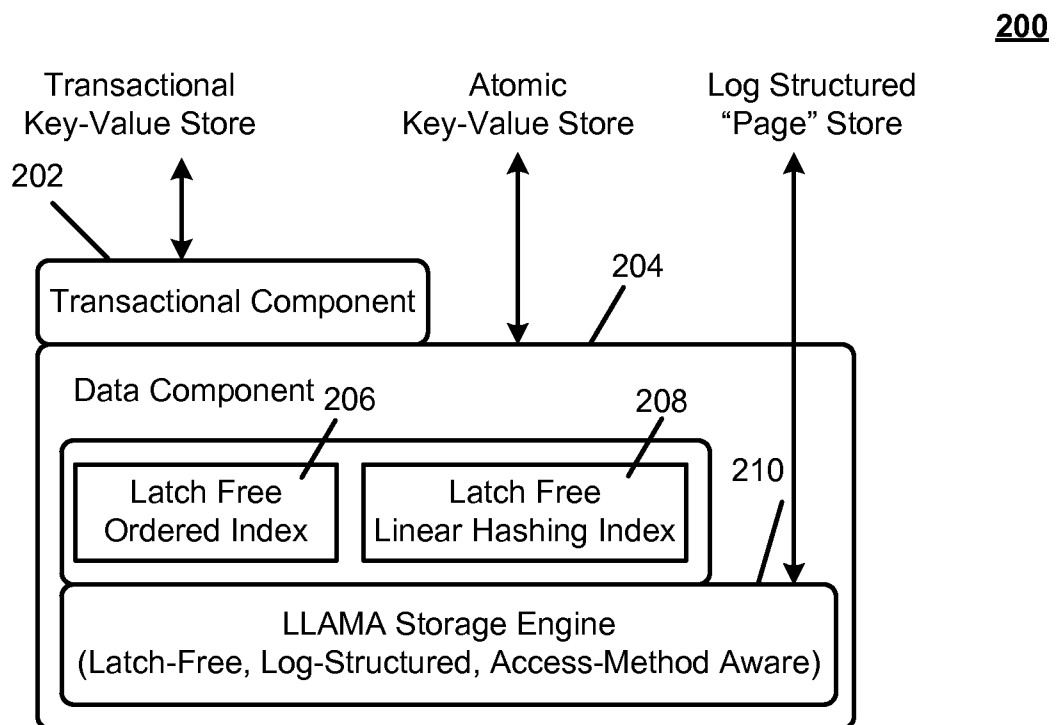 200
Transactional
Key-Value Store
Atomic
Key-Value Store
Log Structured
“Page” Store
202
Transactional Component
204
Data Component
206
208
Latch Free
Ordered Index
Latch Free
Linear Hashing Index
210
LLAMA Storage Engine
(Latch-Free, Log-Structured, Access-Method Aware)